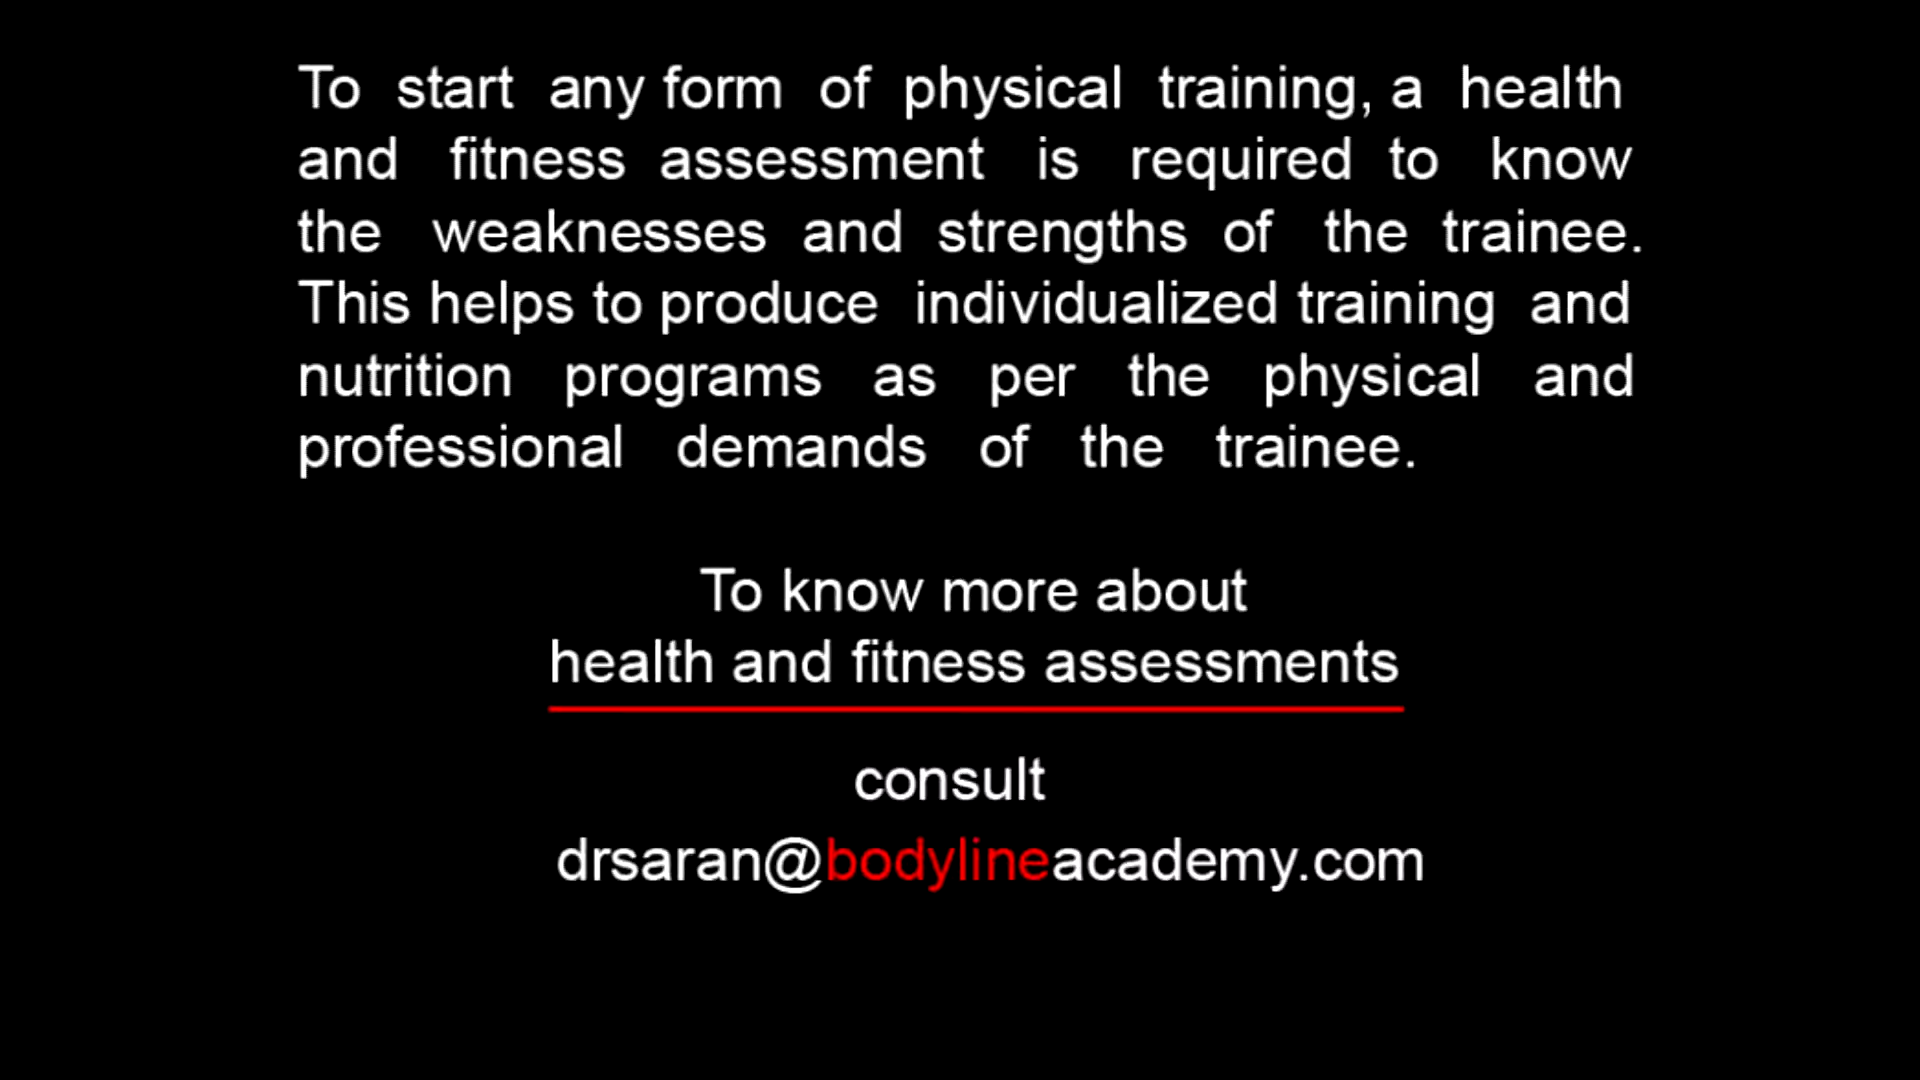 To start any form of physical training, a health
and fitness assessment is required to know
the weaknesses and strengths of the trainee.
This helps to produce individualized training and
nutrition programs as per the physical and
professional demands of the trainee.
To know more about
health and fitness assessments
consult
drsaran@bodylineacademy.com